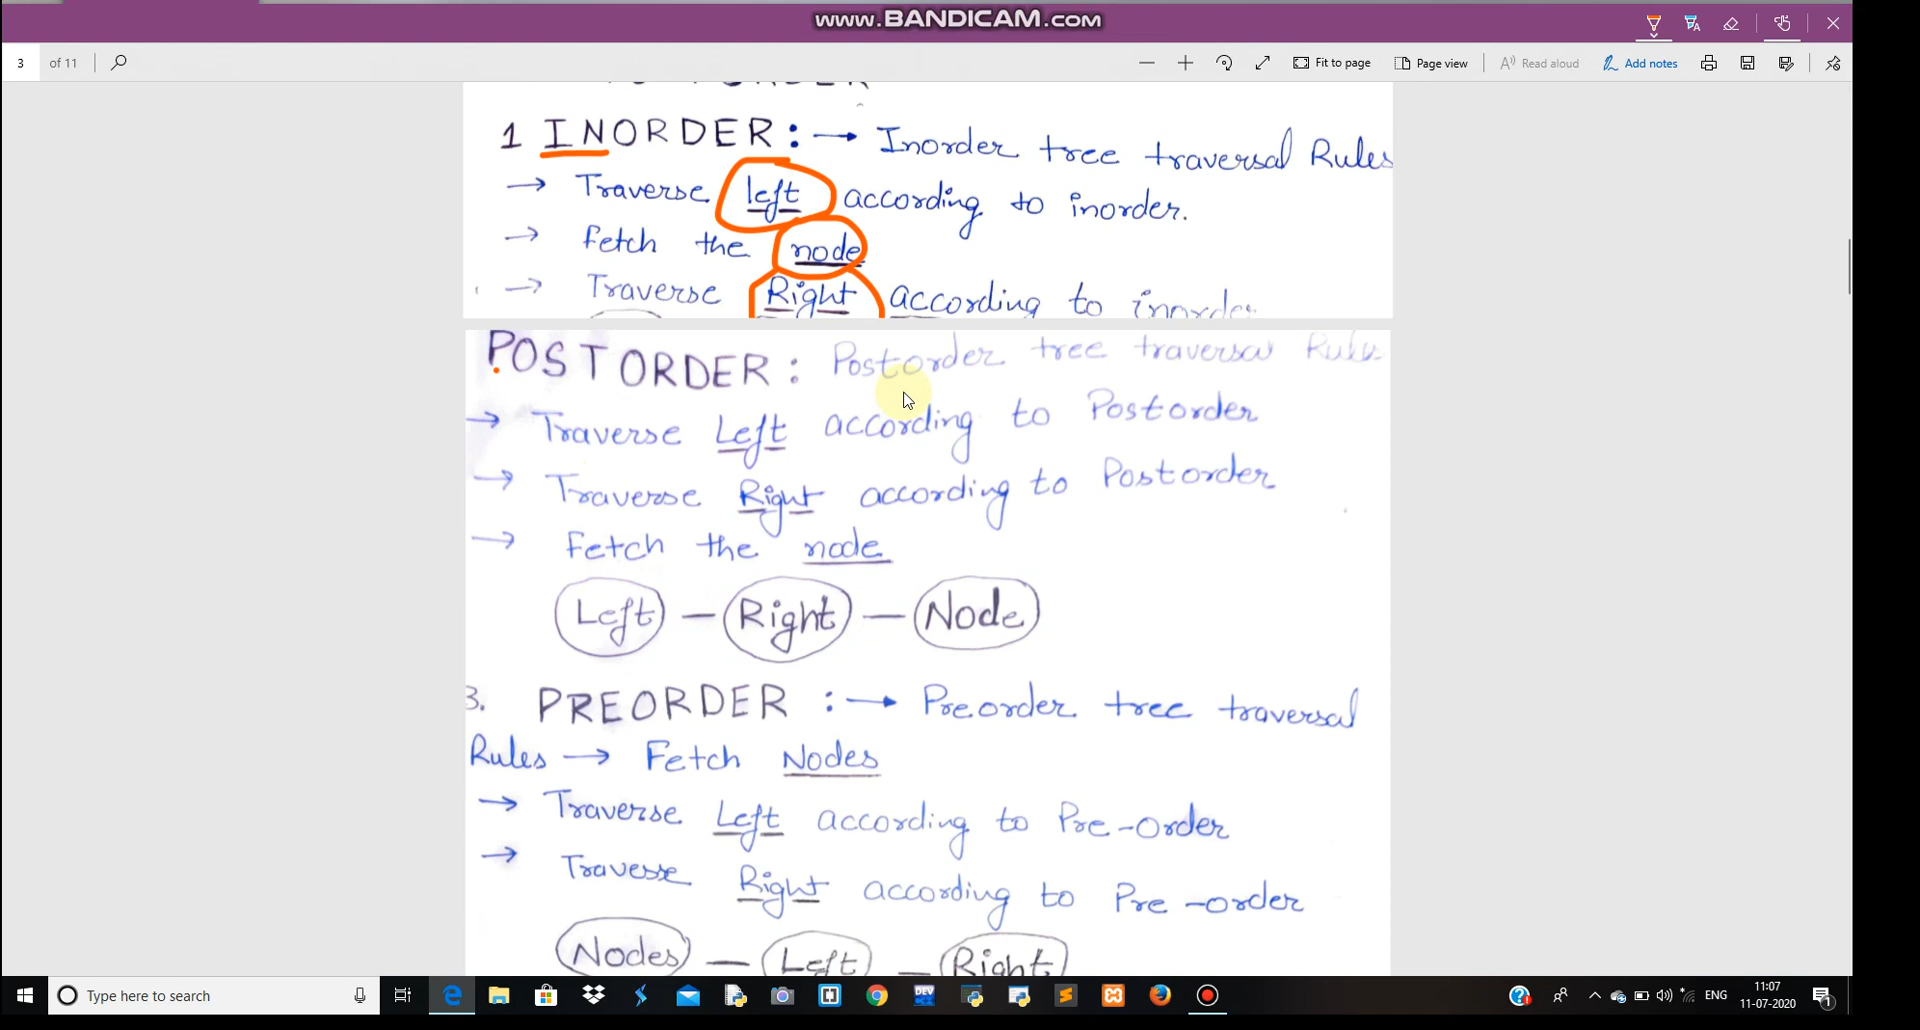 www.BANDICAM.com
3 of 11
Fit to page
Page view
Read aloud
Add notes
1 INORDER: → Inorder tree traversal Rules
→ Traverse left according to inorder.
→ Fetch the node
→ Traverse Right according to inorder
POSTORDER: Postorder tree traversal Rules
→ Traverse Left according to Postorder
→ Traverse Right according to Postorder
→ Fetch the node
Left — Right — Node
3. PREORDER :→ Preorder tree traversal
Rules → Fetch Nodes
→ Traverse Left according to Pre-Order
→ Traverse Right according to Pre-order
Nodes — Left — Right
Type here to search
DEV
ENG
11:07
11-07-2020
1